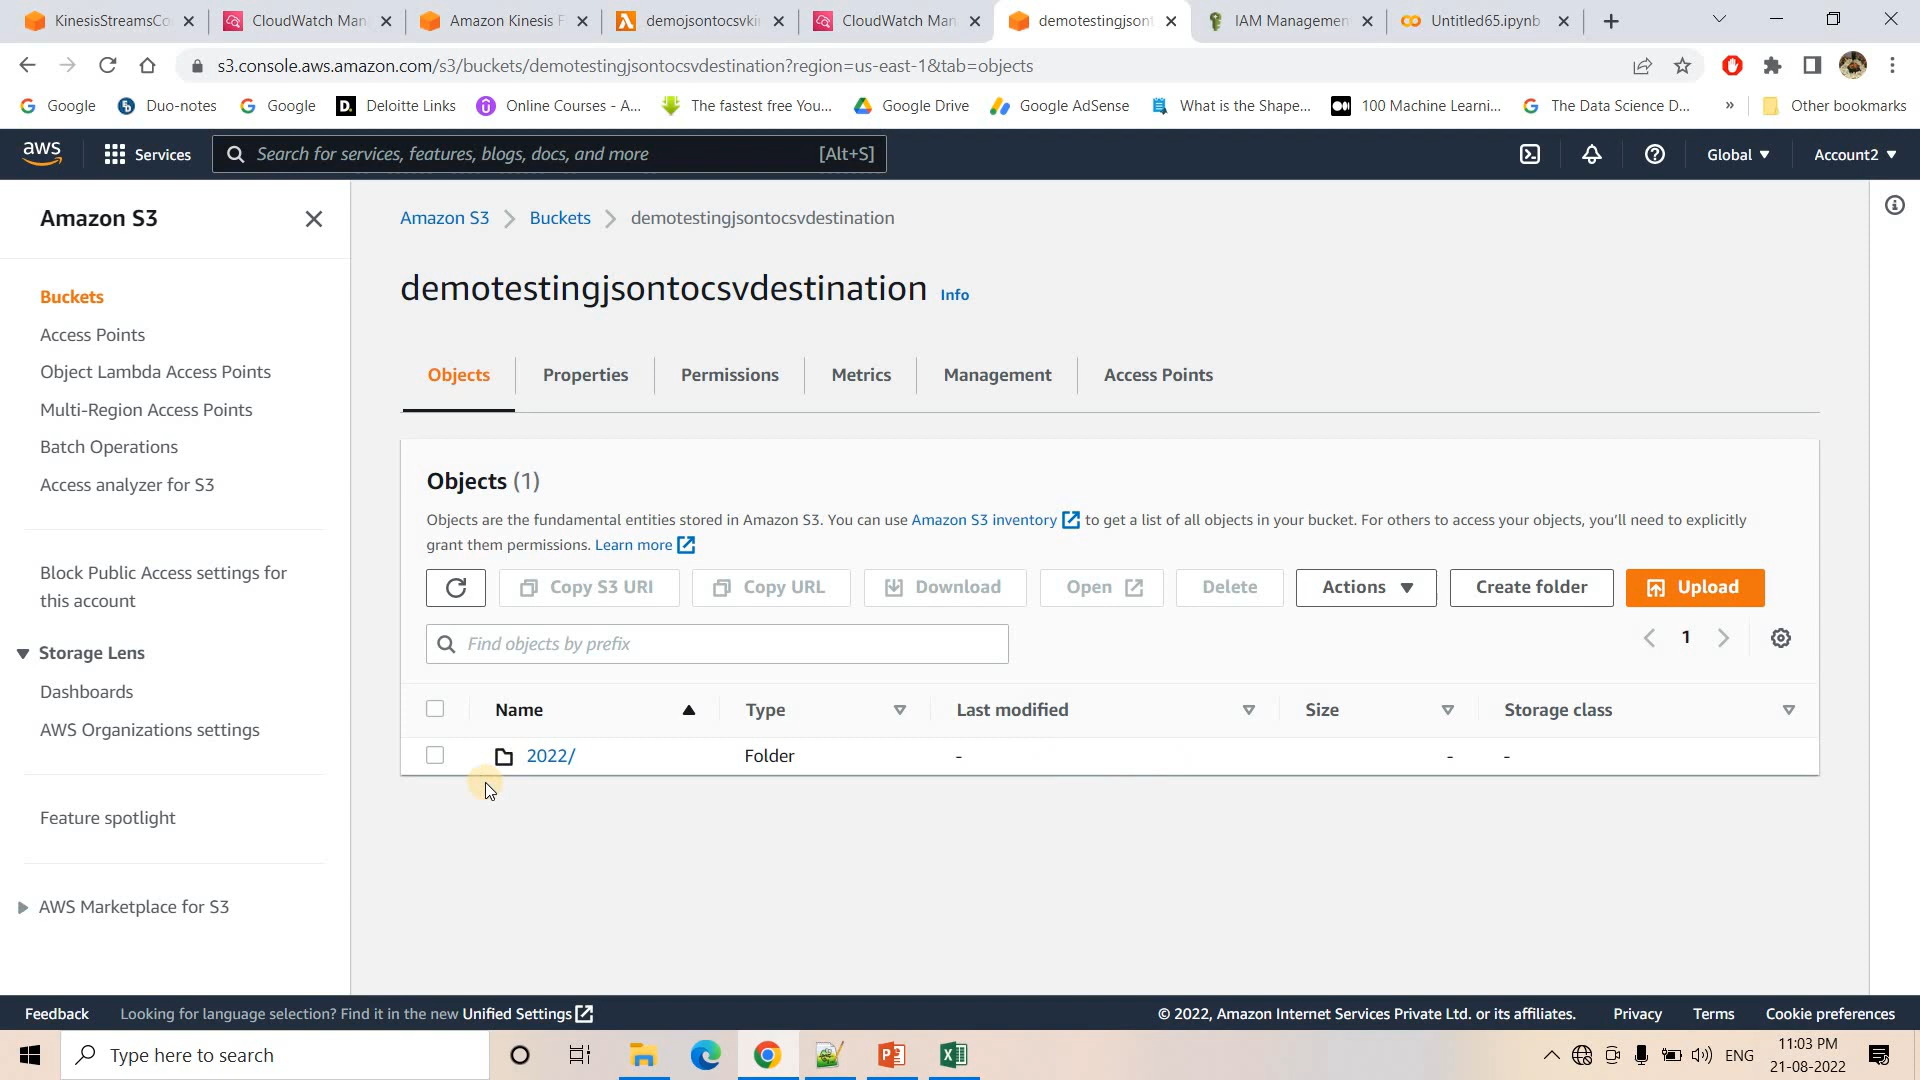 KinesisStreamsCo
CloudWatch Man
Amazon Kinesis F
demojsontocsvkin
CloudWatch Man
demotestingjsont
IAM Managemen
Untitled65.ipynb
s3.console.aws.amazon.com/s3/buckets/demotestingjsontocsvdestination?region=us-east-1&tab=objects
Google
Duo-notes
Google
D.
Deloitte Links
Online Courses - A...
The fastest free You...
Google Drive
Google AdSense
What is the Shape...
100 Machine Learni...
The Data Science D...
»
Other bookmarks
aws
Services
Search for services, features, blogs, docs, and more [Alt+S]
Global
Account2
Amazon S3
Buckets
Access Points
Object Lambda Access Points
Multi-Region Access Points
Batch Operations
Access analyzer for S3
Block Public Access settings for
this account
Storage Lens
Dashboards
AWS Organizations settings
Feature spotlight
AWS Marketplace for S3
Amazon S3 > Buckets > demotestingjsontocsvdestination
demotestingjsontocsvdestination Info
Objects
Properties
Permissions
Metrics
Management
Access Points
Objects (1)
Objects are the fundamental entities stored in Amazon S3. You can use Amazon S3 inventory to get a list of all objects in your bucket. For others to access your objects, you'll need to explicitly
grant them permissions. Learn more
Copy S3 URI
Copy URL
Download
Open
Delete
Actions
Create folder
Upload
Find objects by prefix
1
Name Type Last modified Size Storage class
2022/ Folder - - -
Feedback
Looking for language selection? Find it in the new Unified Settings
© 2022, Amazon Internet Services Private Ltd. or its affiliates.
Privacy
Terms
Cookie preferences
Type here to search
ENG
11:03 PM
21-08-2022